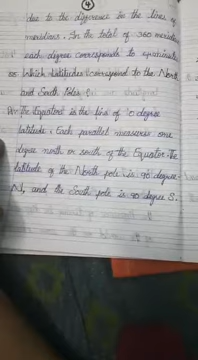 4
due to the difference in the lines of
meridians. In the total of 360 meridians
each degree corresponds to
or Which latitudes correspond to the North
and South Poles?
Ans The Equator is the line of 0 degree
latitude. Each parallel measures one
degree north or south of the Equator. The
latitude of the North pole is 90 degree
N, and the South pole is 90 degree S.